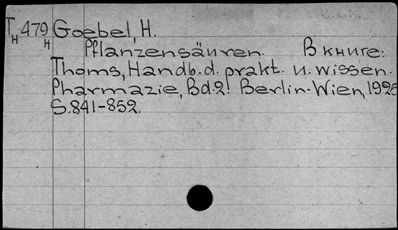 T H 479 H Goebel, H.
Pflanzensäuren. В книге:
Thoms, Handb. d. prakt. u. wissen.
Pharmazie, Bd. 2. Berlin-Wien, 1925
S. 841-852.